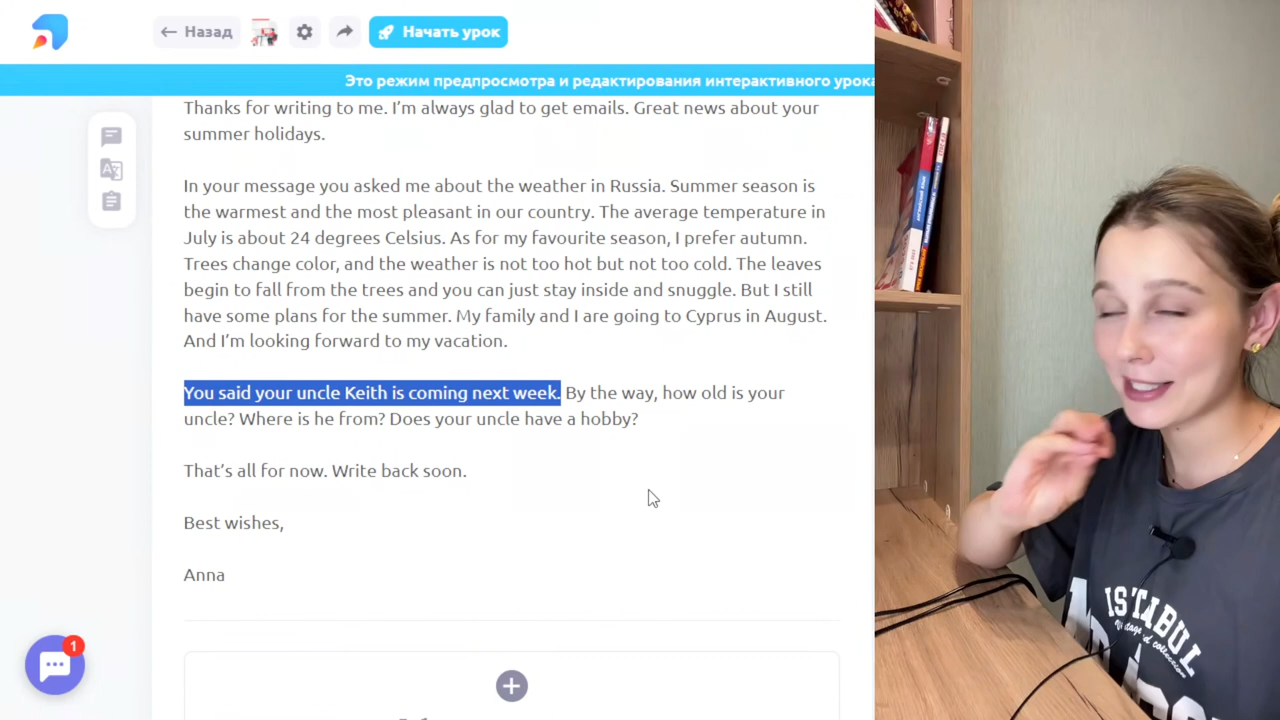 Назад
Начать урок
Это режим предпросмотра и редактирования интерактивного урока
Thanks for writing to me. I’m always glad to get emails. Great news about your
summer holidays.
In your message you asked me about the weather in Russia. Summer season is
the warmest and the most pleasant in our country. The average temperature in
July is about 24 degrees Celsius. As for my favourite season, I prefer autumn.
Trees change color, and the weather is not too hot but not too cold. The leaves
begin to fall from the trees and you can just stay inside and snuggle. But I still
have some plans for the summer. My family and I are going to Cyprus in August.
And I’m looking forward to my vacation.
You said your uncle Keith is coming next week. By the way, how old is your
uncle? Where is he from? Does your uncle have a hobby?
That’s all for now. Write back soon.
Best wishes,
Anna
1
ISTABUL